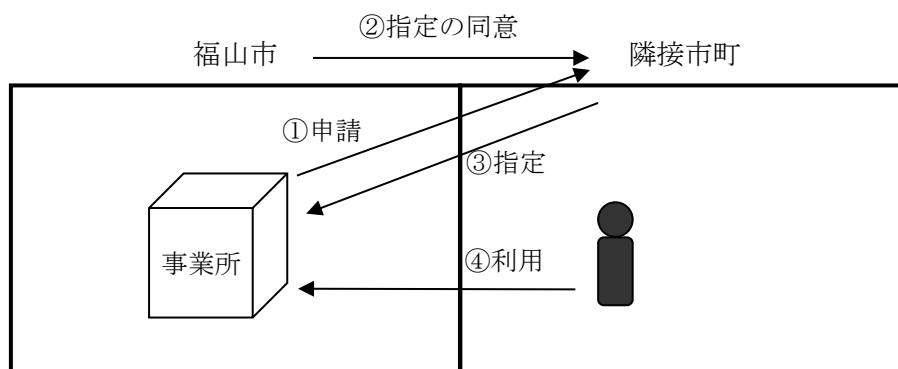 ②指定の同意
福山市
隣接市町
①申請
③指定
事業所
④利用